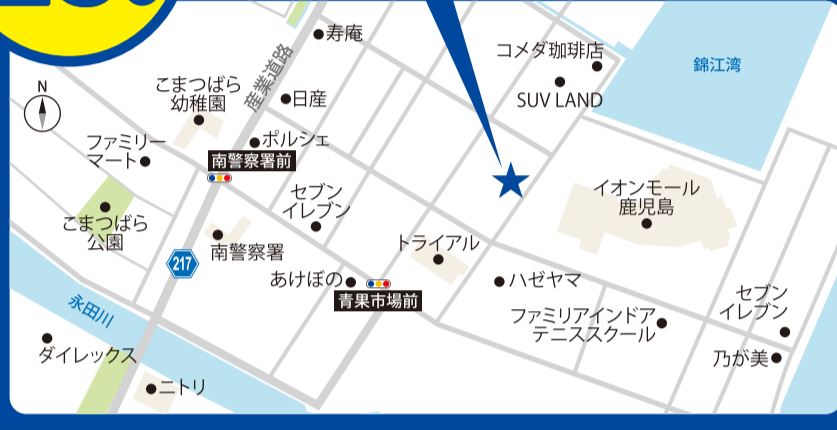 寿庵
コメダ珈琲店
錦江湾
産業道路
SUV LAND
N
こまつばら
幼稚園
日産
ファミリー
マート
ポルシェ
南警察署前
セブン
イレブン
イオンモール
鹿児島
こまつばら
公園
南警察署
トライアル
217
あけぼの
ハゼヤマ
青果市場前
ファミリアインドア
テニススクール
セブン
イレブン
永田川
ダイレックス
乃が美
ニトリ